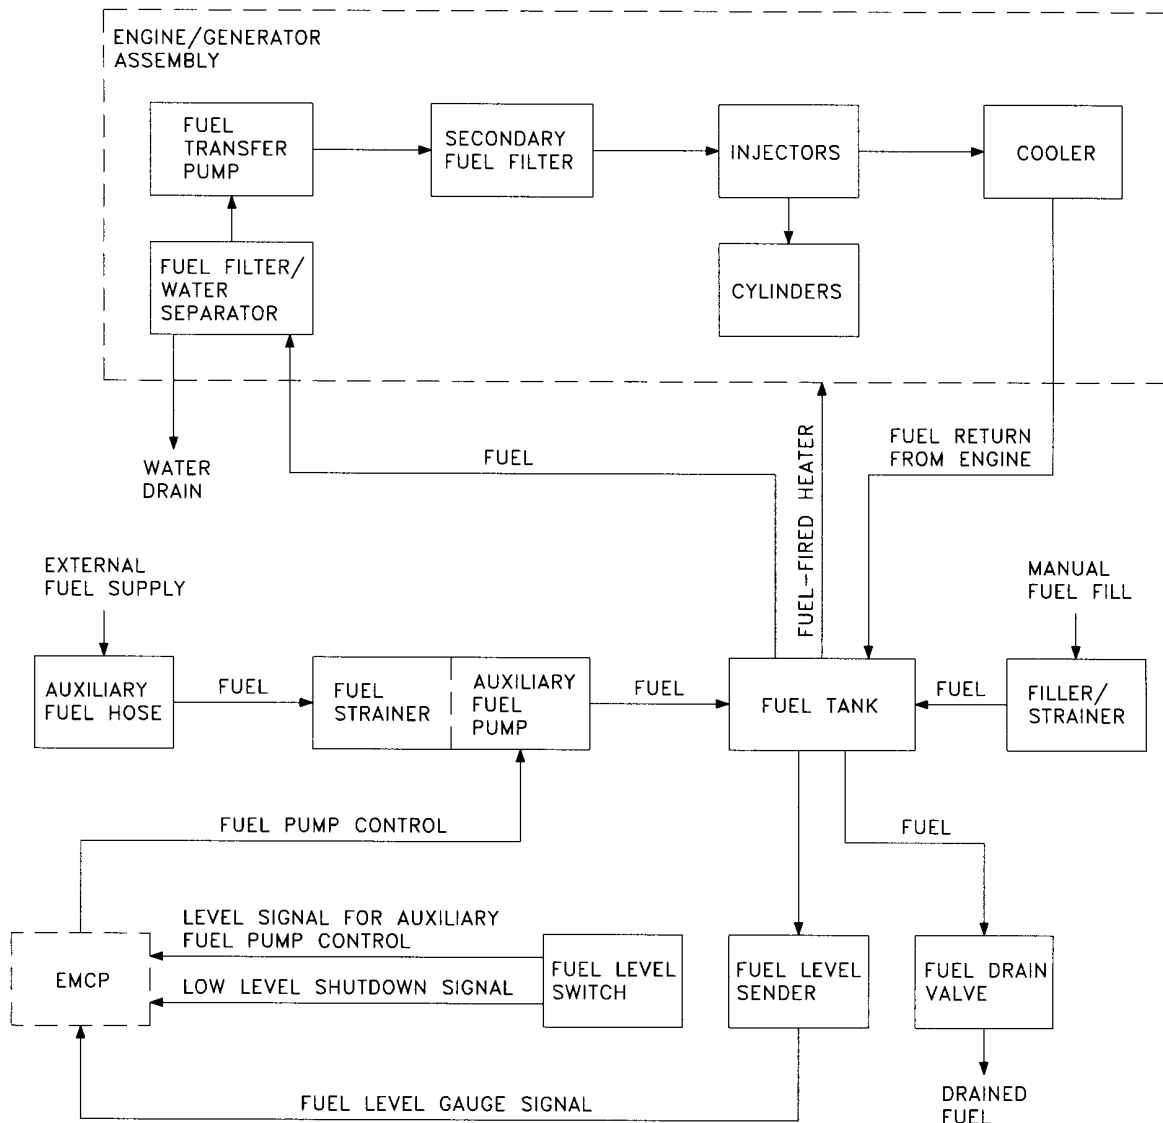 ENGINE/GENERATOR
ASSEMBLY
FUEL
TRANSFER
PUMP
SECONDARY
FUEL FILTER
INJECTORS
COOLER
FUEL FILTER/
WATER
SEPARATOR
CYLINDERS
WATER
DRAIN
FUEL
FUEL-FIRED HEATER
FUEL RETURN
FROM ENGINE
EXTERNAL
FUEL SUPPLY
MANUAL
FUEL FILL
AUXILIARY
FUEL HOSE
FUEL
FUEL
STRAINER
AUXILIARY
FUEL
PUMP
FUEL
FUEL TANK
FUEL
FILLER/
STRAINER
FUEL PUMP CONTROL
FUEL
LEVEL SIGNAL FOR AUXILIARY
FUEL PUMP CONTROL
EMCP
LOW LEVEL SHUTDOWN SIGNAL
FUEL LEVEL
SWITCH
FUEL LEVEL
SENDER
FUEL DRAIN
VALVE
FUEL LEVEL GAUGE SIGNAL
DRAINED
FUEL